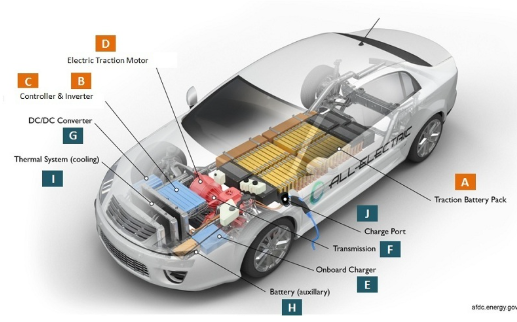 D
Electric Traction Motor
C B
Controller & Inverter
DC/DC Converter
G
Thermal System (cooling)
I
ALL-ELECTRIC
A
Traction Battery Pack
J
Charge Port
Transmission F
Onboard Charger
E
Battery (auxillary)
H
afdc.energy.gov